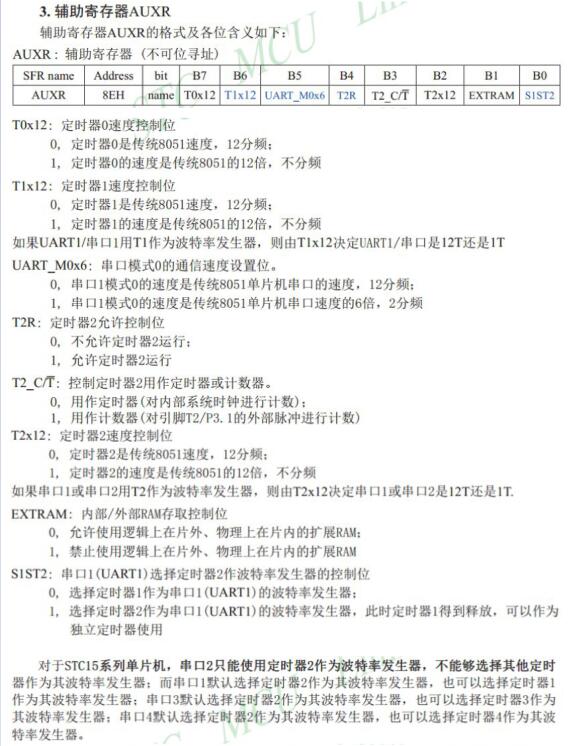 3. 辅助寄存器AUXR
辅助寄存器AUXR的格式及各位含义如下：
AUXR：辅助寄存器 (不可位寻址)
SFR name Address bit B7 B6 B5 B4 B3 B2 B1 B0
AUXR 8EH name T0x12 T1x12 UART_M0x6 T2R T2_C/T̅ T2x12 EXTRAM S1ST2
T0x12：定时器0速度控制位
0, 定时器0是传统8051速度，12分频；
1, 定时器0的速度是传统8051的12倍，不分频
T1x12：定时器1速度控制位
0, 定时器1是传统8051速度，12分频；
1, 定时器1的速度是传统8051的12倍，不分频
如果UART1/串口1用T1作为波特率发生器，则由T1x12决定UART1/串口是12T还是1T
UART_M0x6：串口模式0的通信速度设置位。
0, 串口1模式0的速度是传统8051单片机串口的速度，12分频；
1, 串口1模式0的速度是传统8051单片机串口速度的6倍，2分频
T2R：定时器2允许控制位
0, 不允许定时器2运行；
1, 允许定时器2运行
T2_C/T̅：控制定时器2用作定时器或计数器。
0, 用作定时器(对内部系统时钟进行计数)；
1, 用作计数器(对引脚T2/P3.1的外部脉冲进行计数)
T2x12：定时器2速度控制位
0, 定时器2是传统8051速度，12分频；
1, 定时器2的速度是传统8051的12倍，不分频
如果串口1或串口2用T2作为波特率发生器，则由T2x12决定串口1或串口2是12T还是1T.
EXTRAM：内部/外部RAM存取控制位
0, 允许使用逻辑上在片外、物理上在片内的扩展RAM；
1, 禁止使用逻辑上在片外、物理上在片内的扩展RAM
S1ST2：串口1(UART1)选择定时器2作波特率发生器的控制位
0, 选择定时器1作为串口1(UART1)的波特率发生器；
1, 选择定时器2作为串口1(UART1)的波特率发生器，此时定时器1得到释放，可以作为
独立定时器使用
对于STC15系列单片机，串口2只能使用定时器2作为波特率发生器，不能够选择其他定时
器作为其波特率发生器；而串口1默认选择定时器2作为其波特率发生器，也可以选择定时器1
作为其波特率发生器；串口3默认选择定时器2作为其波特率发生器，也可以选择定时器3作为
其波特率发生器；串口4默认选择定时器2作为其波特率发生器，也可以选择定时器4作为其波
特率发生器。